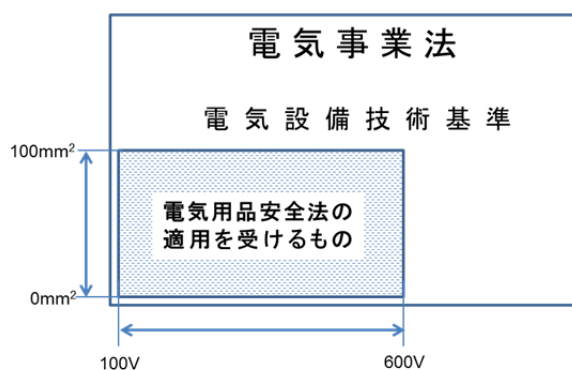 電気事業法
電気設備技術基準
100mm²
電気用品安全法の
適用を受けるもの
0mm²
100V
600V